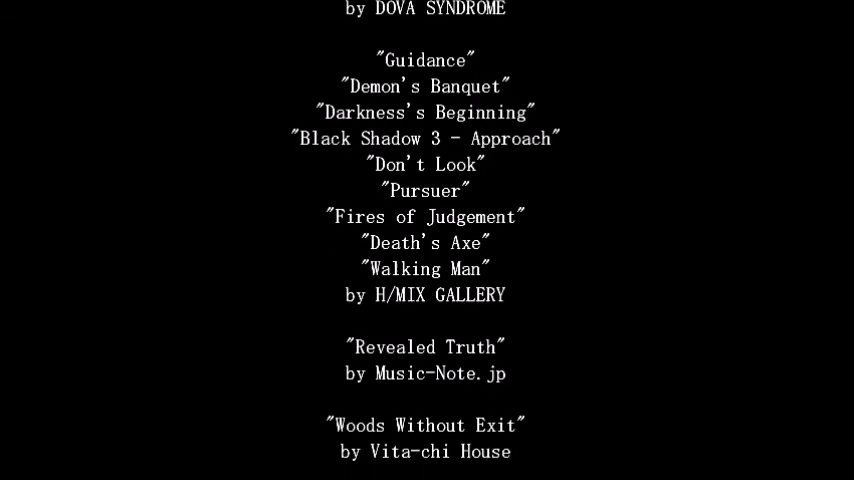 by DOVA SYNDROME
"Guidance"
"Demon's Banquet"
"Darkness's Beginning"
"Black Shadow 3 - Approach"
"Don't Look"
"Pursuer"
"Fires of Judgement"
"Death's Axe"
"Walking Man"
by H/MIX GALLERY
"Revealed Truth"
by Music-Note.jp
"Woods Without Exit"
by Vita-chi House